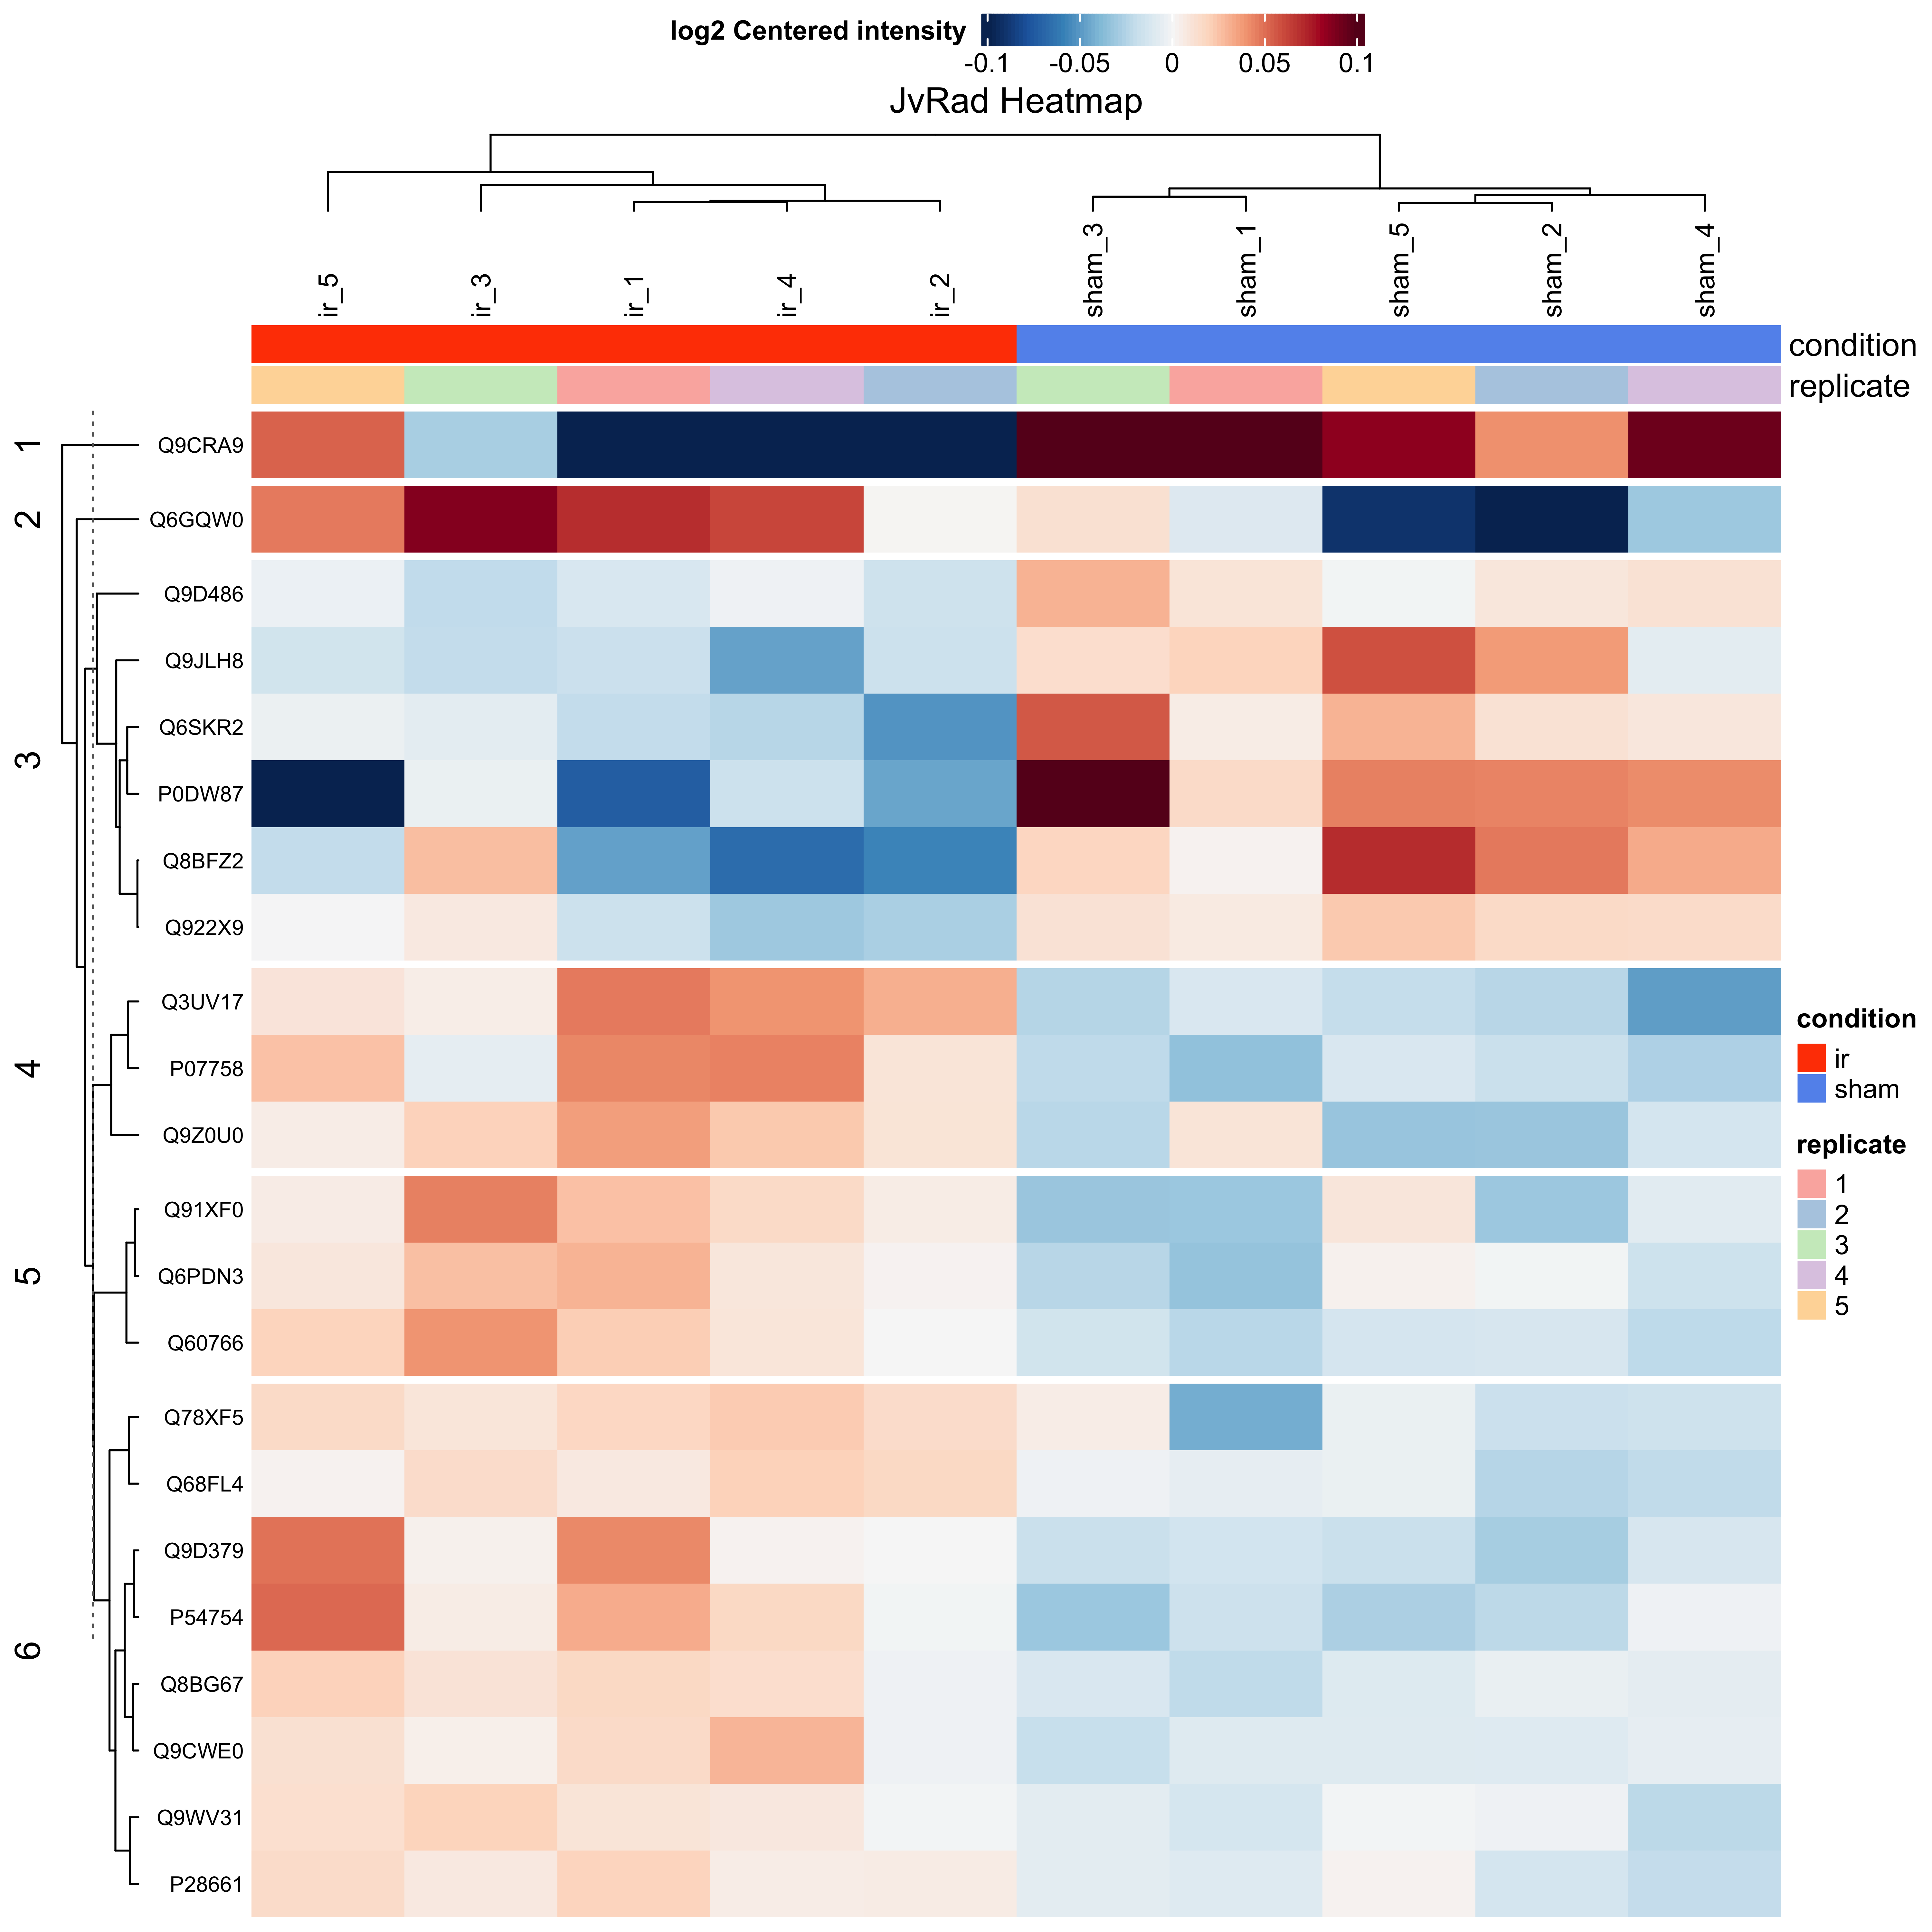 log2 Centered intensity
-0.1 -0.05 0 0.05 0.1
JvRad Heatmap
ir_5 ir_3 ir_1 ir_4 ir_2 sham_3 sham_1 sham_5 sham_2 sham_4
condition
replicate
1
Q9CRA9
2
Q6GQW0
3
Q9D486
Q9JLH8
Q6SKR2
P0DW87
Q8BFZ2
Q922X9
4
Q3UV17
P07758
Q9Z0U0
5
Q91XF0
Q6PDN3
Q60766
6
Q78XF5
Q68FL4
Q9D379
P54754
Q8BG67
Q9CWE0
Q9WV31
P28661
condition
ir
sham
replicate
1
2
3
4
5